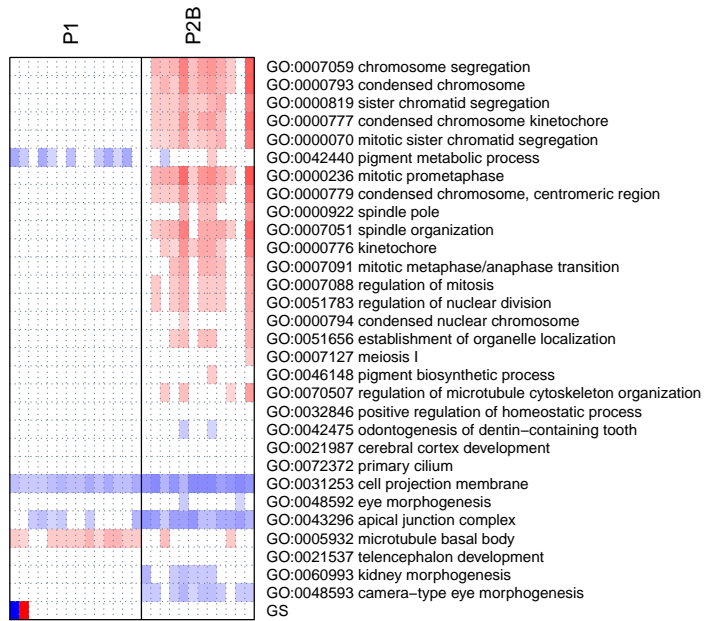 P1 P2B
GO:0007059 chromosome segregation
GO:0000793 condensed chromosome
GO:0000819 sister chromatid segregation
GO:0000777 condensed chromosome kinetochore
GO:0000070 mitotic sister chromatid segregation
GO:0042440 pigment metabolic process
GO:0000236 mitotic prometaphase
GO:0000779 condensed chromosome, centromeric region
GO:0000922 spindle pole
GO:0007051 spindle organization
GO:0000776 kinetochore
GO:0007091 mitotic metaphase/anaphase transition
GO:0007088 regulation of mitosis
GO:0051783 regulation of nuclear division
GO:0000794 condensed nuclear chromosome
GO:0051656 establishment of organelle localization
GO:0007127 meiosis I
GO:0046148 pigment biosynthetic process
GO:0070507 regulation of microtubule cytoskeleton organization
GO:0032846 positive regulation of homeostatic process
GO:0042475 odontogenesis of dentin−containing tooth
GO:0021987 cerebral cortex development
GO:0072372 primary cilium
GO:0031253 cell projection membrane
GO:0048592 eye morphogenesis
GO:0043296 apical junction complex
GO:0005932 microtubule basal body
GO:0021537 telencephalon development
GO:0060993 kidney morphogenesis
GO:0048593 camera−type eye morphogenesis
GS